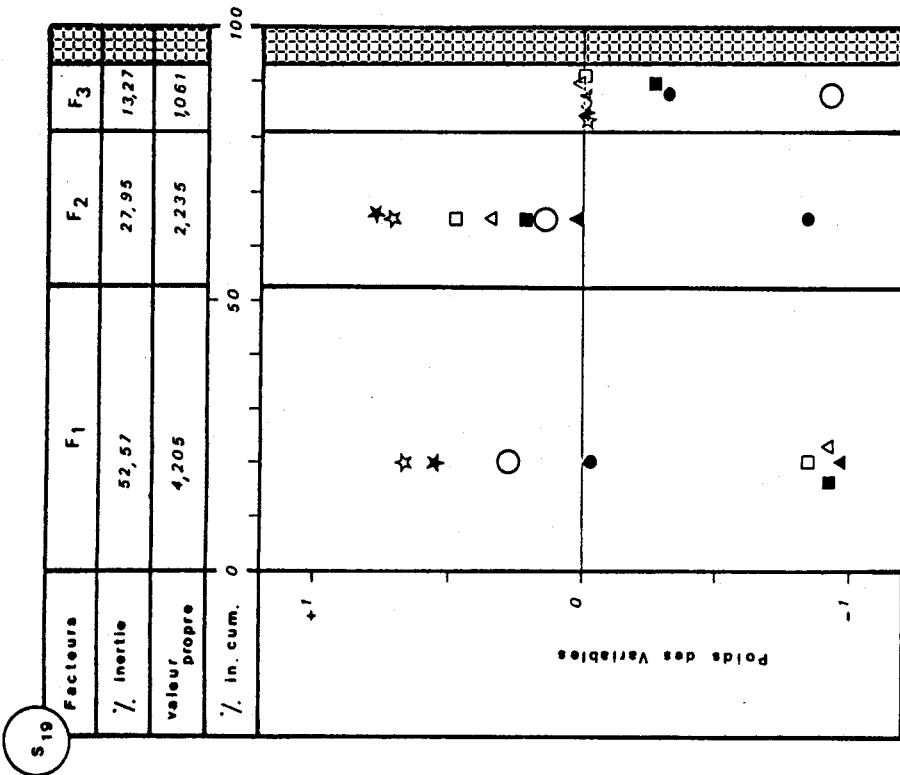 S 19
Facteurs F1 F2 F3
% inertie 52,57 27,95 13,27
valeur propre 4,205 2,235 1,061
% in. cum. 0 50 100
+1
0
-1
Poids des Variables